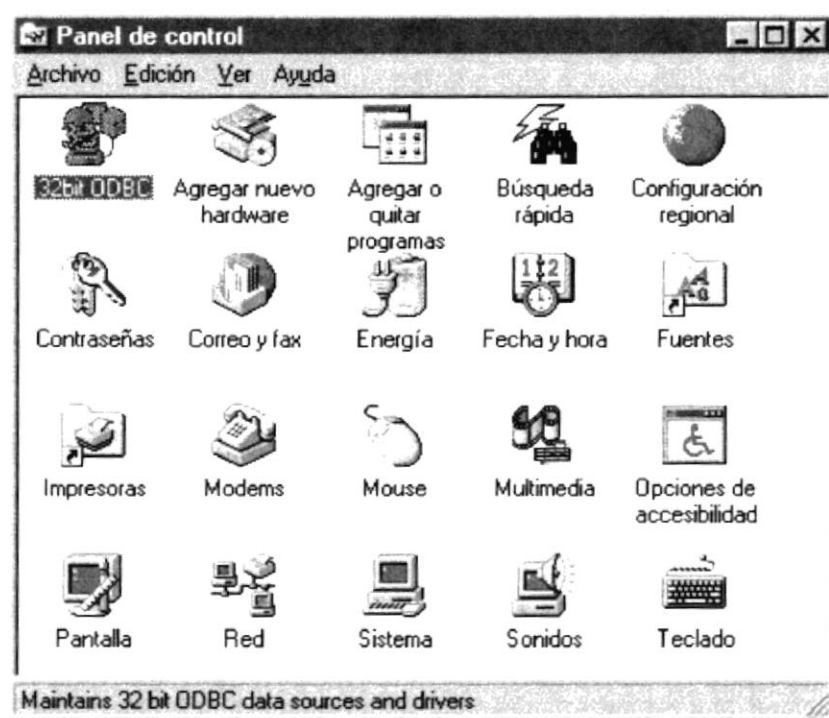 Panel de control
Archivo Edición Ver Ayuda
32bit ODBC
Agregar nuevo
hardware
Agregar o
quitar
programas
Búsqueda
rápida
Configuración
regional
Contraseñas
Correo y fax
Energía
Fecha y hora
Fuentes
Impresoras
Modems
Mouse
Multimedia
Opciones de
accesibilidad
Pantalla
Red
Sistema
Sonidos
Teclado
Maintains 32 bit ODBC data sources and drivers